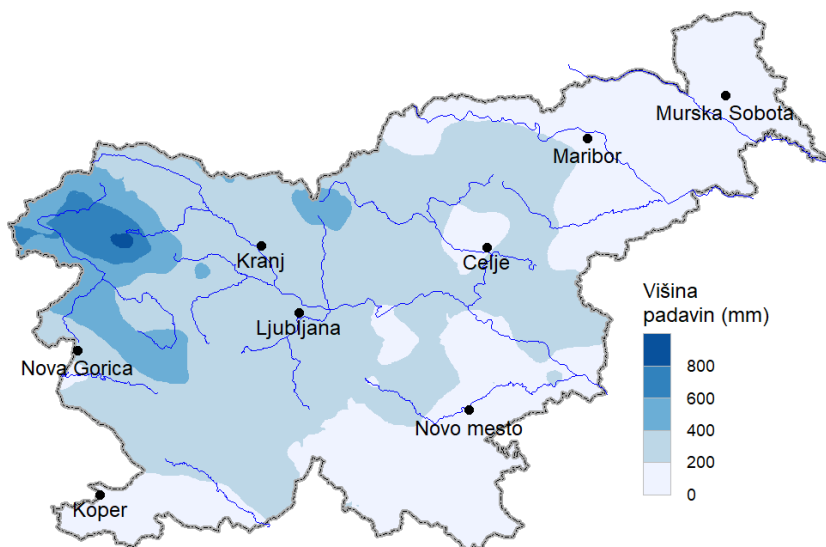 Murska Sobota
Maribor
Kranj
Celje
Ljubljana
Nova Gorica
Novo mesto
Koper
Višina
padavin (mm)
800
600
400
200
0